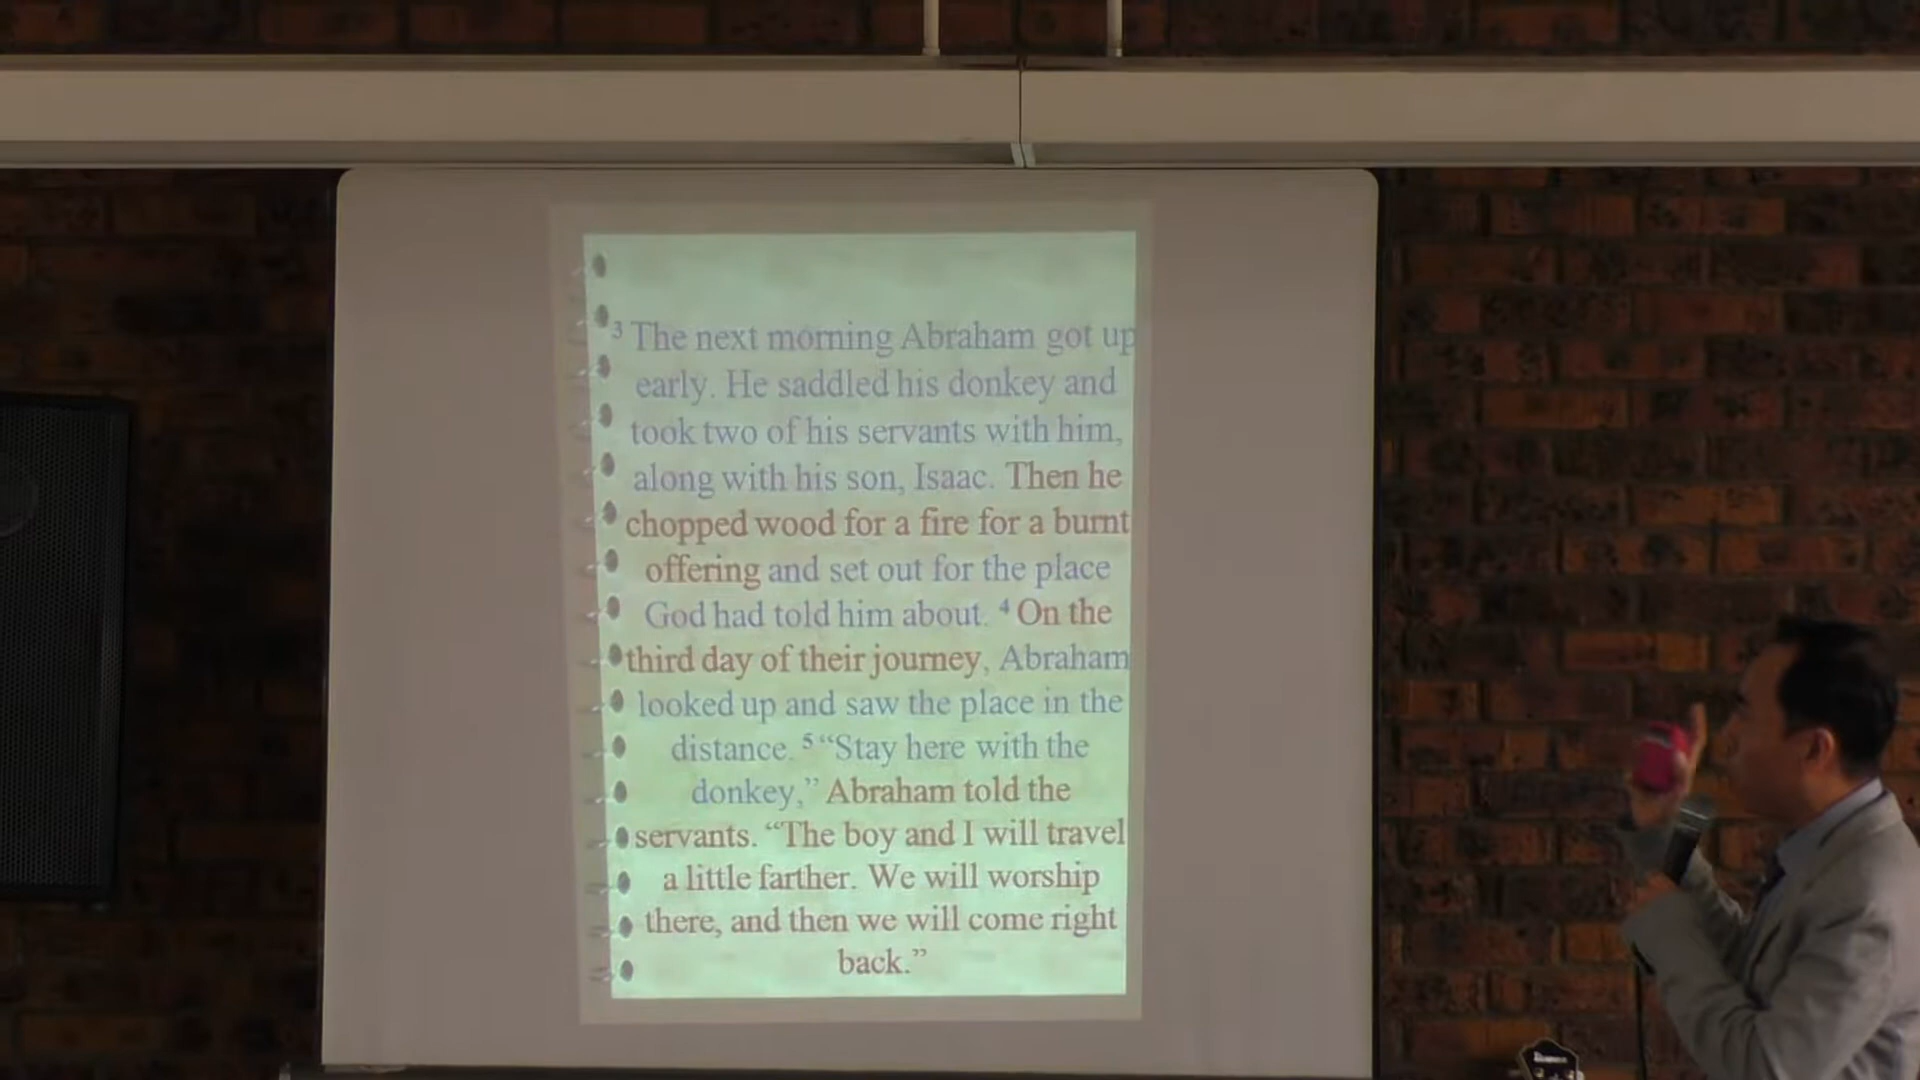 ³ The next morning Abraham got up
early. He saddled his donkey and
took two of his servants with him,
along with his son, Isaac. Then he
chopped wood for a fire for a burnt
offering and set out for the place
God had told him about. ⁴ On the
third day of their journey, Abraham
looked up and saw the place in the
distance. ⁵ “Stay here with the
donkey,” Abraham told the
servants. “The boy and I will travel
a little farther. We will worship
there, and then we will come right
back.”